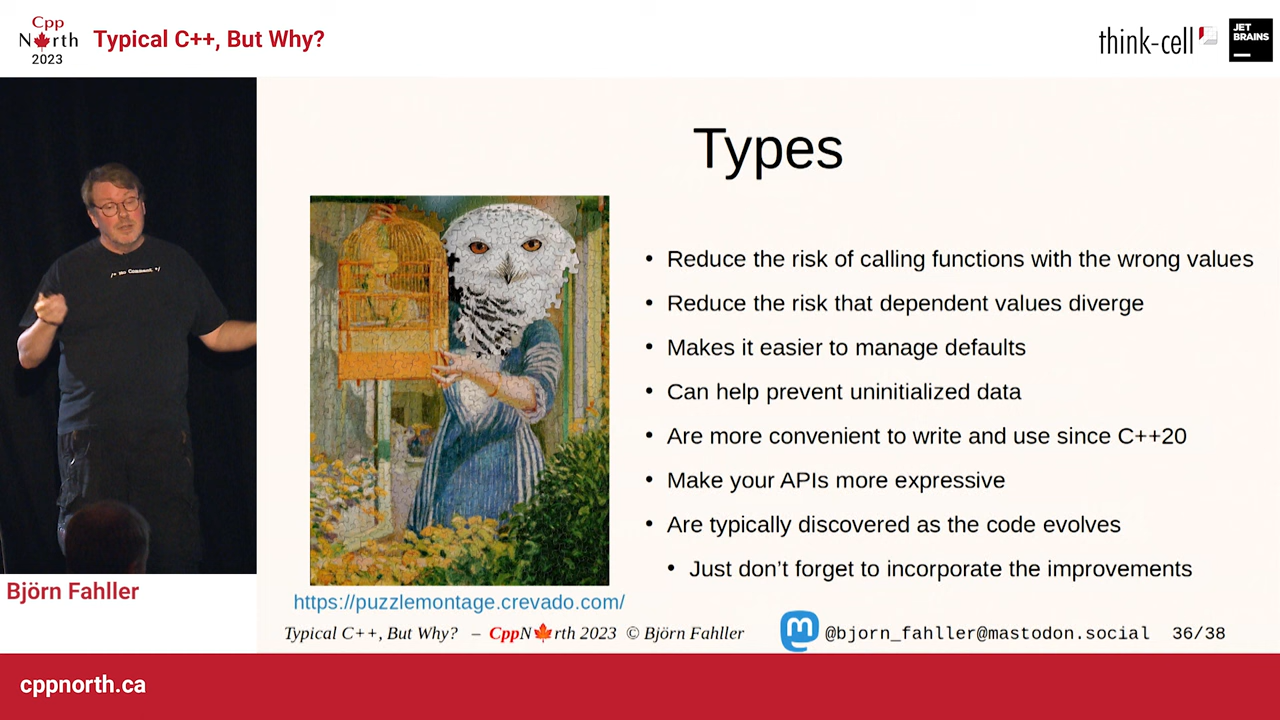 Cpp
North
2023
Typical C++, But Why?
think-cell
JET
BRAINS
/* No Comment. */
Björn Fahller
Types
• Reduce the risk of calling functions with the wrong values
• Reduce the risk that dependent values diverge
• Makes it easier to manage defaults
• Can help prevent uninitialized data
• Are more convenient to write and use since C++20
• Make your APIs more expressive
• Are typically discovered as the code evolves
• Just don’t forget to incorporate the improvements
https://puzzlemontage.crevado.com/
Typical C++, But Why? – CppNorth 2023 © Björn Fahller
@bjorn_fahller@mastodon.social 36/38
cppnorth.ca